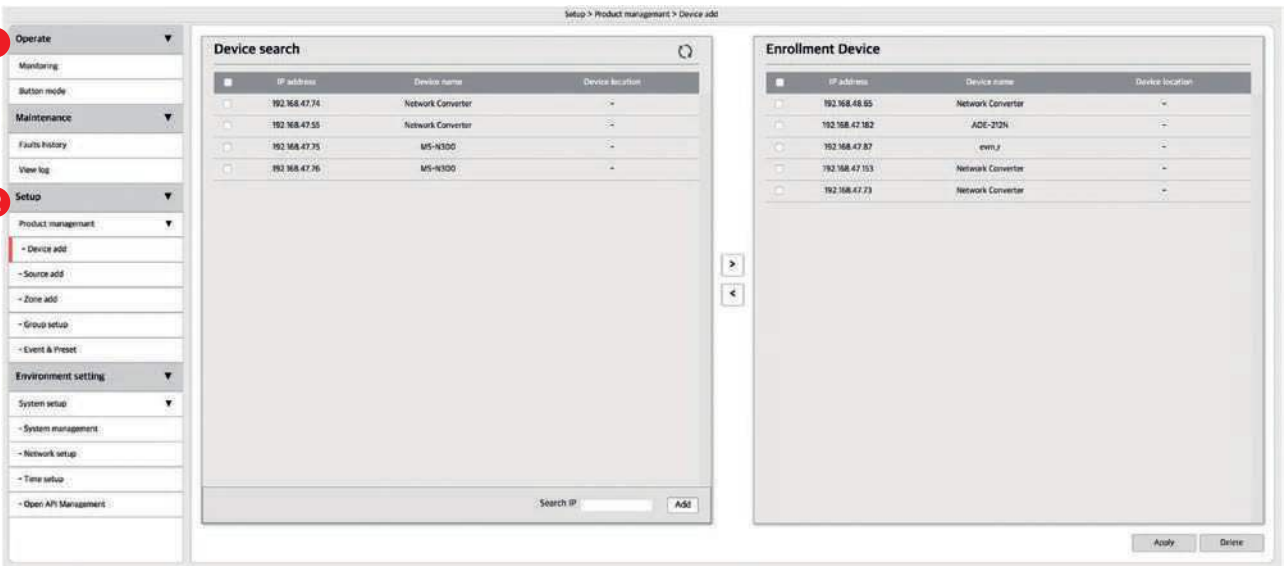 Setup > Product management > Device add
Operate ▼
Monitoring
Button mode
Maintenance ▼
Faults history
View log
Setup ▼
Product management ▼
- Device add
- Source add
- Zone add
- Group setup
- Event & Preset
Environment setting ▼
System setup ▼
- System management
- Network setup
- Time setup
- Open API Management
Device search
IP address Device name Device location
192.168.47.74 Network Converter -
192.168.47.55 Network Converter -
192.168.47.75 MS-N300 -
192.168.47.76 MS-N300 -
Search IP Add
>
<
Enrollment Device
IP address Device name Device location
192.168.48.65 Network Converter -
192.168.47.182 ADE-212N -
192.168.47.87 evm_r -
192.168.47.153 Network Converter -
192.168.47.73 Network Converter -
Apply Delete